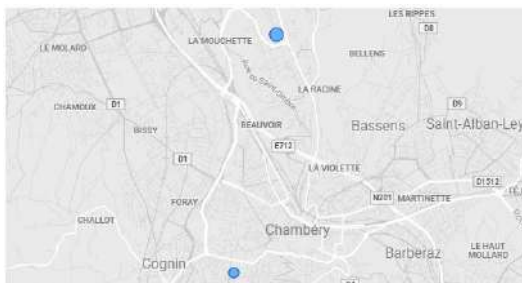 LES RIPPES
D8
LA MOUCHETTE
LE MOLARD
BELLENS
LA RACINE
CHAMOUX
D1
D9
BISSY
BEAUVOIR
Bassens
Saint-Alban-Ley
E712
D1
LA VIOLETTE
D1512
N201
MARTINETTE
FORAY
CHALLOT
Chambéry
Barberaz
LE HAUT
MOLLARD
Cognin